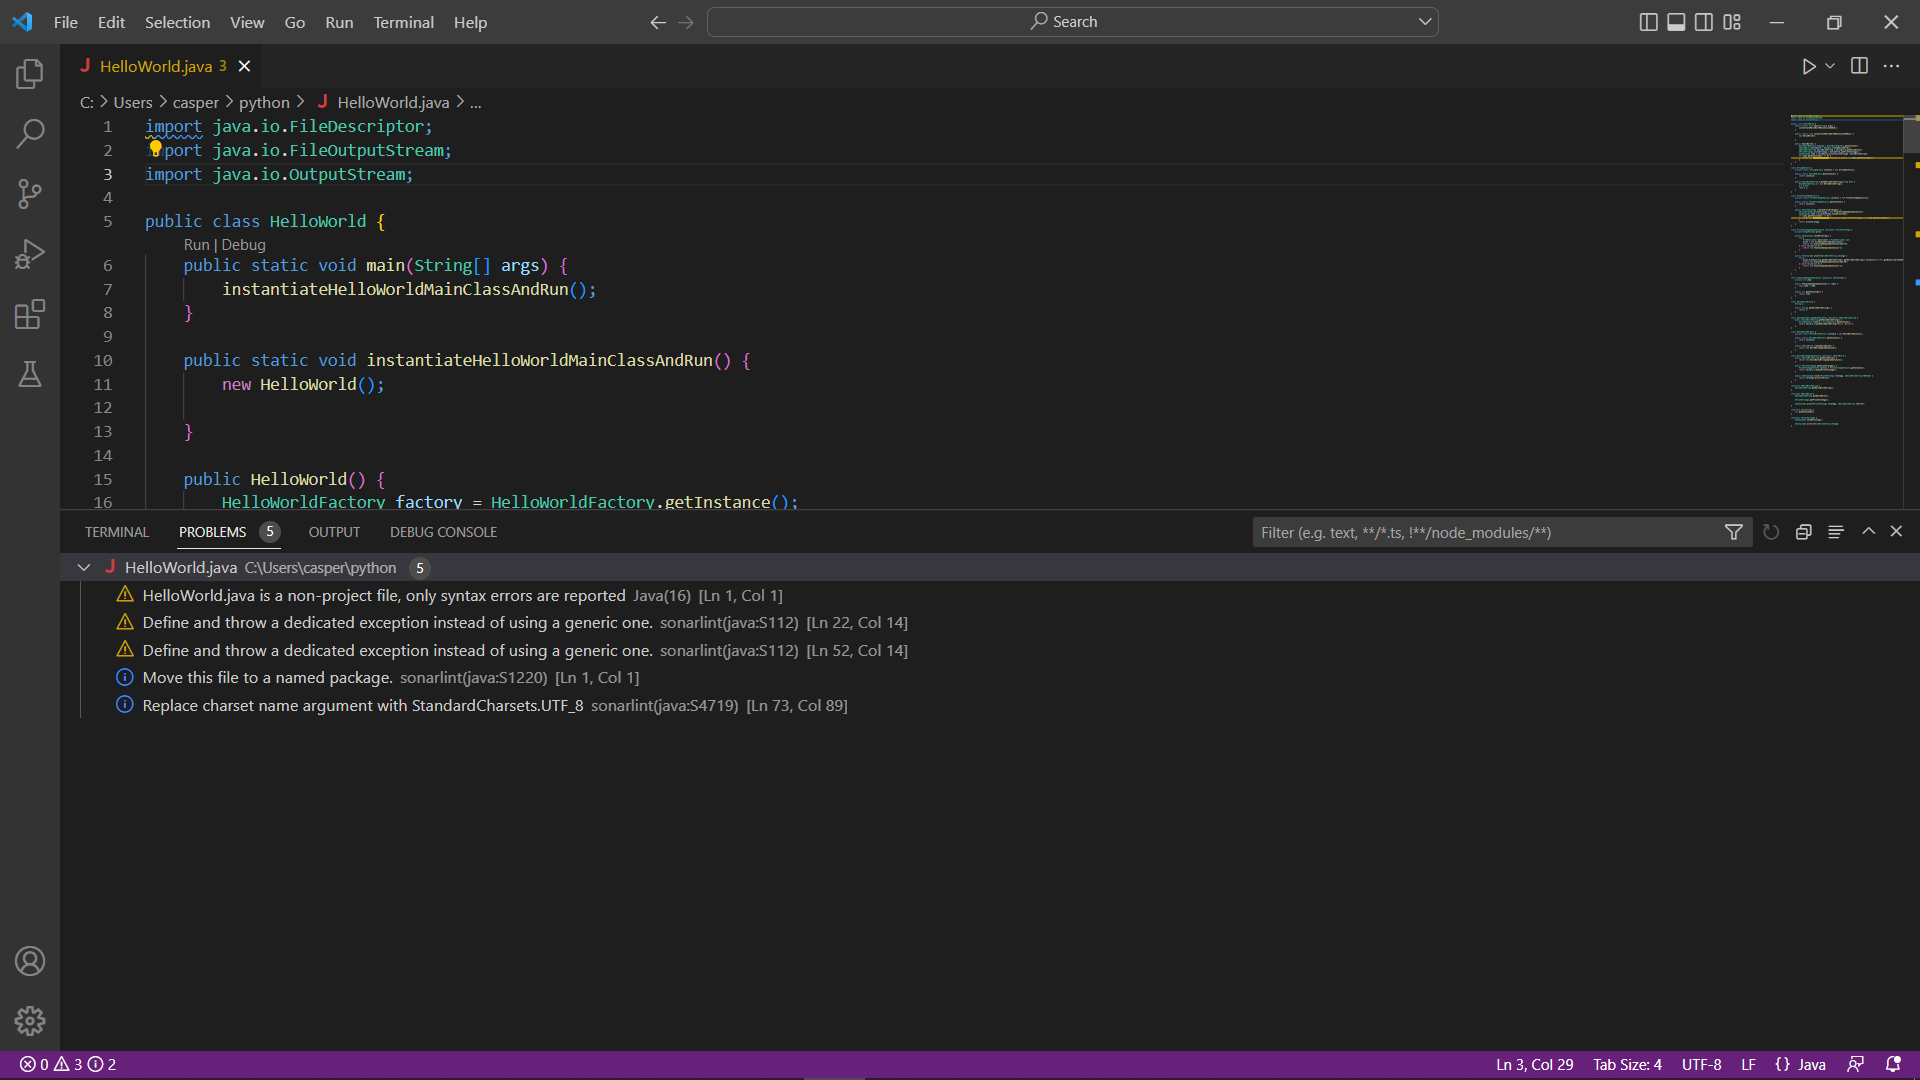 File Edit Selection View Go Run Terminal Help
Search
J HelloWorld.java 3
C: > Users > casper > python > J HelloWorld.java > ...
1 import java.io.FileDescriptor;
2 import java.io.FileOutputStream;
3 import java.io.OutputStream;
4
5 public class HelloWorld {
Run | Debug
6 public static void main(String[] args) {
7 instantiateHelloWorldMainClassAndRun();
8 }
9
10 public static void instantiateHelloWorldMainClassAndRun() {
11 new HelloWorld();
12
13 }
14
15 public HelloWorld() {
16 HelloWorldFactory factory = HelloWorldFactory.getInstance();
TERMINAL PROBLEMS 5 OUTPUT DEBUG CONSOLE
Filter (e.g. text, **/*.ts, !**/node_modules/**)
J HelloWorld.java C:\Users\casper\python 5
HelloWorld.java is a non-project file, only syntax errors are reported Java(16) [Ln 1, Col 1]
Define and throw a dedicated exception instead of using a generic one. sonarlint(java:S112) [Ln 22, Col 14]
Define and throw a dedicated exception instead of using a generic one. sonarlint(java:S112) [Ln 52, Col 14]
Move this file to a named package. sonarlint(java:S1220) [Ln 1, Col 1]
Replace charset name argument with StandardCharsets.UTF_8 sonarlint(java:S4719) [Ln 73, Col 89]
0 3 2
Ln 3, Col 29 Tab Size: 4 UTF-8 LF {} Java